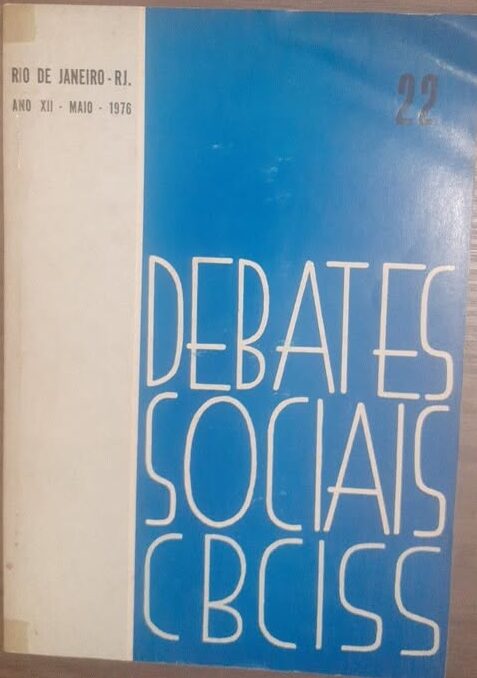 RIO DE JANEIRO - RJ.
ANO XII - MAIO - 1976
22
DEBATES
SOCIAIS
CBCISS